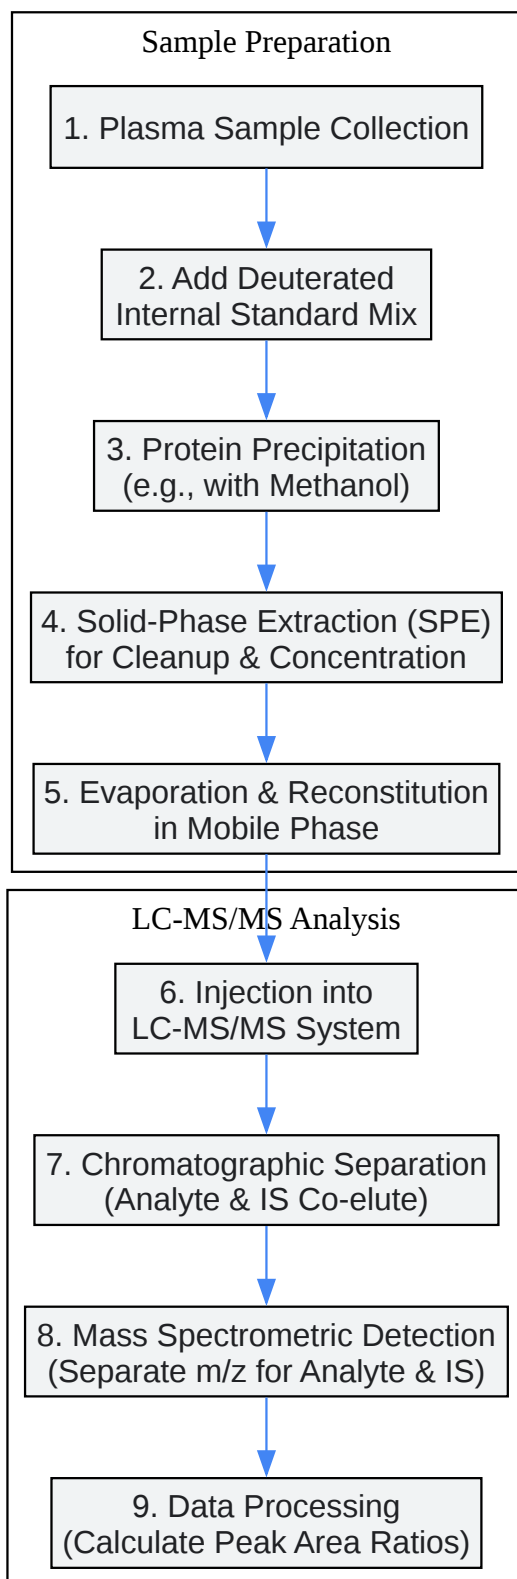 Sample Preparation
1. Plasma Sample Collection
2. Add Deuterated
Internal Standard Mix
3. Protein Precipitation
(e.g., with Methanol)
4. Solid-Phase Extraction (SPE)
for Cleanup & Concentration
5. Evaporation & Reconstitution
in Mobile Phase
LC-MS/MS Analysis
6. Injection into
LC-MS/MS System
7. Chromatographic Separation
(Analyte & IS Co-elute)
8. Mass Spectrometric Detection
(Separate m/z for Analyte & IS)
9. Data Processing
(Calculate Peak Area Ratios)